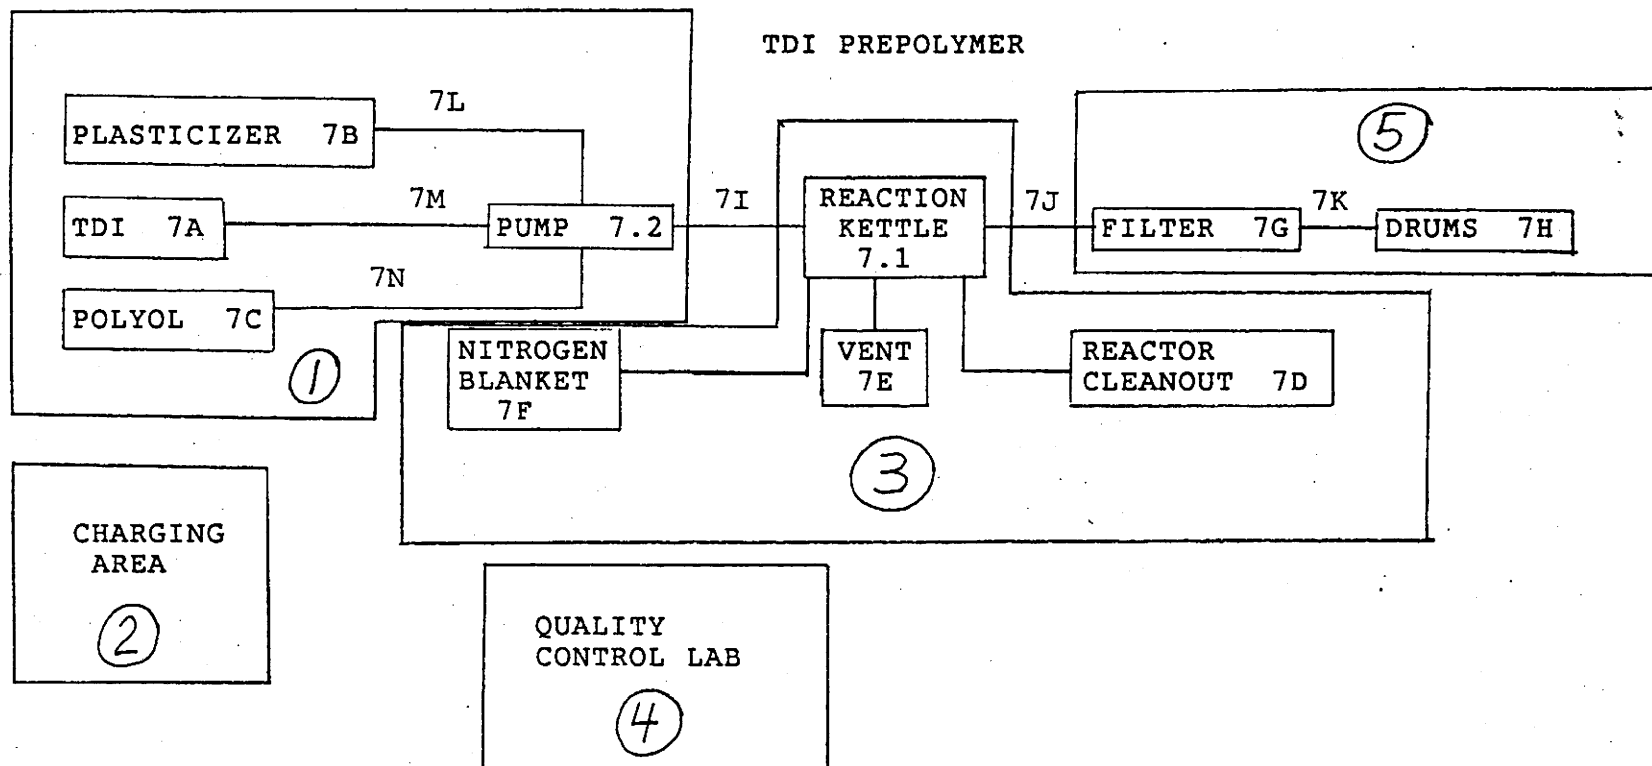 TDI PREPOLYMER
7L
PLASTICIZER 7B
7M
TDI 7A
PUMP 7.2
7N
POLYOL 7C
1
7I
REACTION
KETTLE
7.1
7J
5
FILTER 7G
7K
DRUMS 7H
NITROGEN
BLANKET
7F
VENT
7E
REACTOR
CLEANOUT 7D
3
CHARGING
AREA
2
QUALITY
CONTROL LAB
4